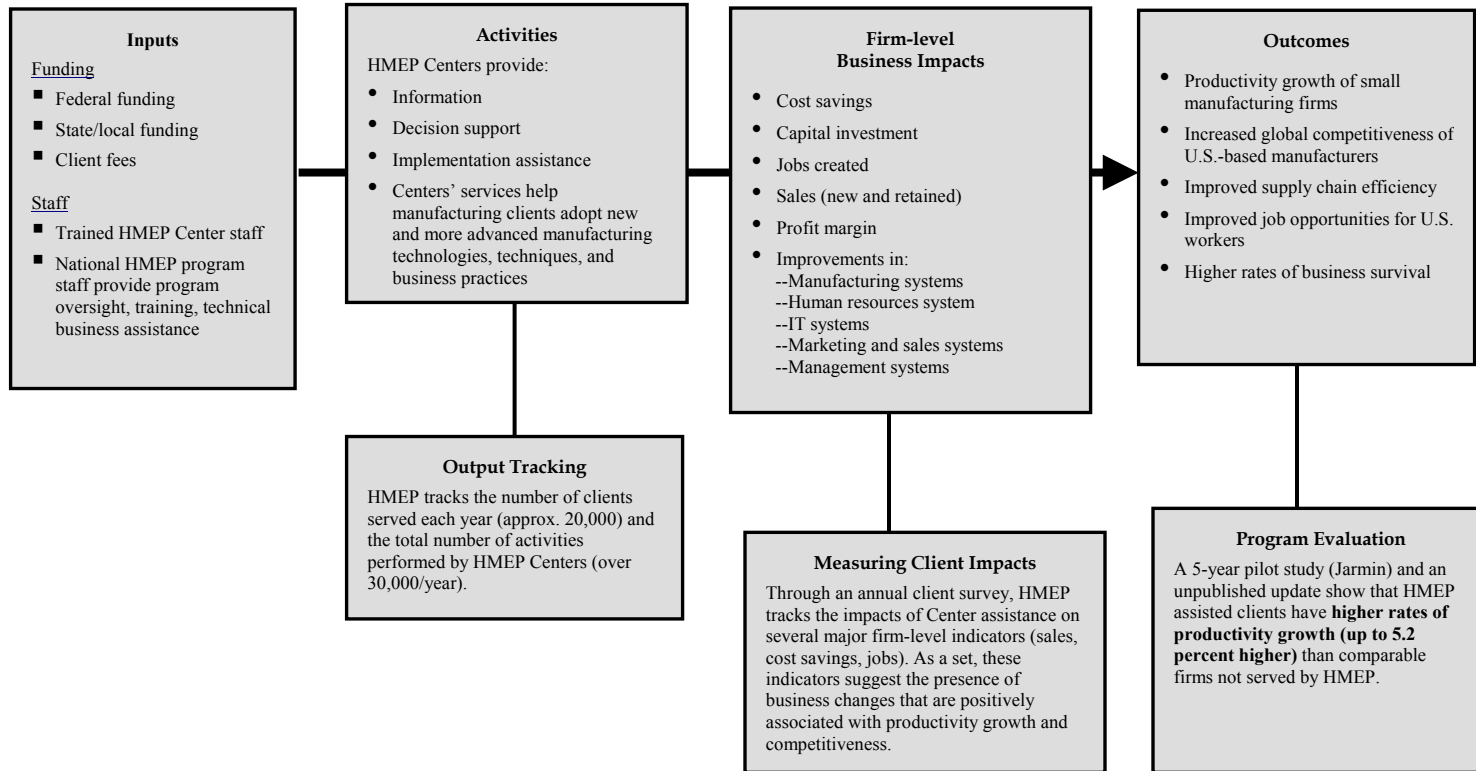 Inputs
Funding
▪ Federal funding
▪ State/local funding
▪ Client fees
Staff
▪ Trained HMEP Center staff
▪ National HMEP program
staff provide program
oversight, training, technical
business assistance
Activities
HMEP Centers provide:
• Information
• Decision support
• Implementation assistance
• Centers’ services help
manufacturing clients adopt new
and more advanced manufacturing
technologies, techniques, and
business practices
Firm-level
Business Impacts
• Cost savings
• Capital investment
• Jobs created
• Sales (new and retained)
• Profit margin
• Improvements in:
--Manufacturing systems
--Human resources system
--IT systems
--Marketing and sales systems
--Management systems
Outcomes
• Productivity growth of small
manufacturing firms
• Increased global competitiveness of
U.S.-based manufacturers
• Improved supply chain efficiency
• Improved job opportunities for U.S.
workers
• Higher rates of business survival
Output Tracking
HMEP tracks the number of clients
served each year (approx. 20,000) and
the total number of activities
performed by HMEP Centers (over
30,000/year).
Measuring Client Impacts
Through an annual client survey, HMEP
tracks the impacts of Center assistance on
several major firm-level indicators (sales,
cost savings, jobs). As a set, these
indicators suggest the presence of
business changes that are positively
associated with productivity growth and
competitiveness.
Program Evaluation
A 5-year pilot study (Jarmin) and an
unpublished update show that HMEP
assisted clients have higher rates of
productivity growth (up to 5.2
percent higher) than comparable
firms not served by HMEP.